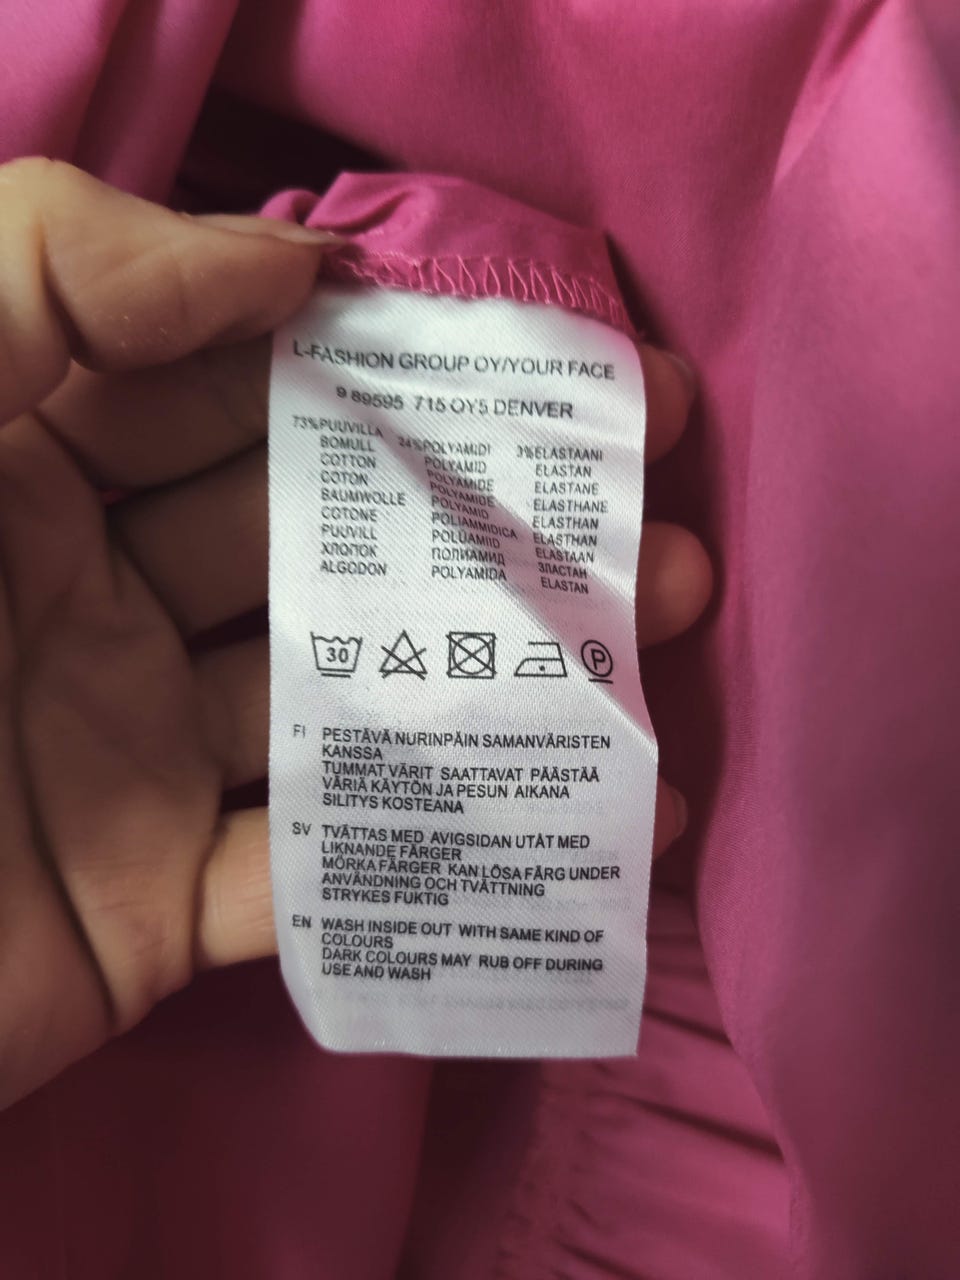 L-FASHION GROUP OY/YOUR FACE
9 89595 715 OY5 DENVER
73%PUUVILLA 24%POLYAMIDI 3%ELASTAANI
BOMULL POLYAMID ELASTAN
COTTON POLYAMIDE ELASTANE
COTON POLYAMIDE ELASTHANE
BAUMWOLLE POLYAMID ELASTHAN
COTONE POLIAMMIDICA ELASTHAN
PUUVILL POLÜAMIID ELASTAAN
ХЛОПОК ПОЛИАМИД ЭЛАСТАН
ALGODON POLYAMIDA ELASTAN
30 P
FI PESTÄVÄ NURINPÄIN SAMANVÄRISTEN
KANSSA
TUMMAT VÄRIT SAATTAVAT PÄÄSTÄÄ
VÄRIÄ KÄYTÖN JA PESUN AIKANA
SILITYS KOSTEANA
SV TVÄTTAS MED AVIGSIDAN UTÅT MED
LIKNANDE FÄRGER
MÖRKA FÄRGER KAN LÖSA FÄRG UNDER
ANVÄNDNING OCH TVÄTTNING
STRYKES FUKTIG
EN WASH INSIDE OUT WITH SAME KIND OF
COLOURS
DARK COLOURS MAY RUB OFF DURING
USE AND WASH